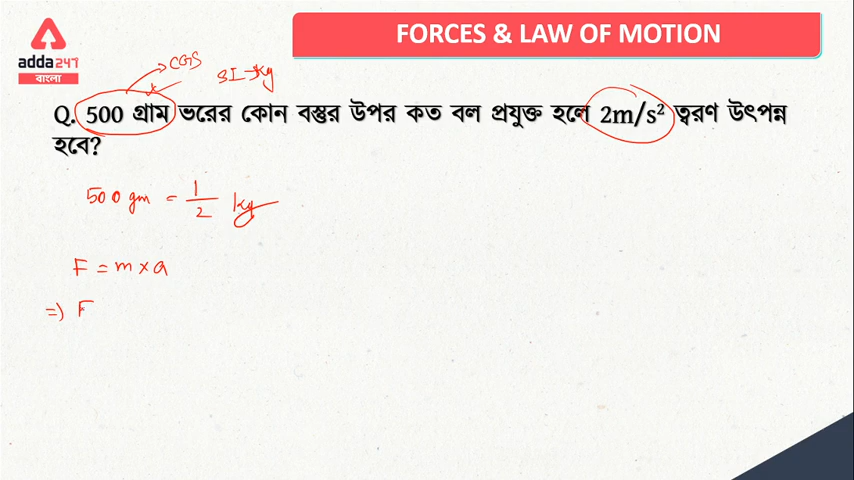 adda247
বাংলা
FORCES & LAW OF MOTION
CGS
SI → Kg
Q. 500 গ্রাম ভরের কোন বস্তুর উপর কত বল প্রযুক্ত হলে 2m/s² ত্বরণ উৎপন্ন
হবে?
500 gm = 1/2 kg
F = m × a
⇒ F